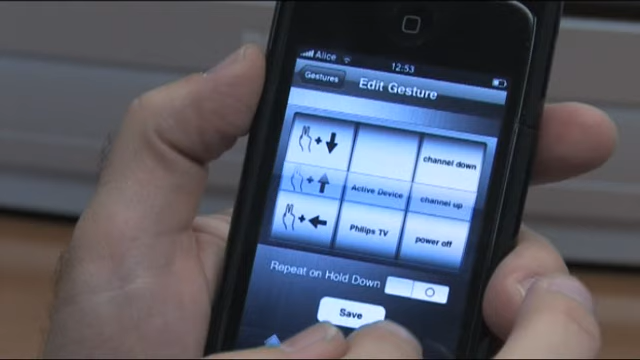 Alice
12:53
Gestures
Edit Gesture
channel down
Active Device
channel up
Philips TV
power off
Repeat on Hold Down
Save